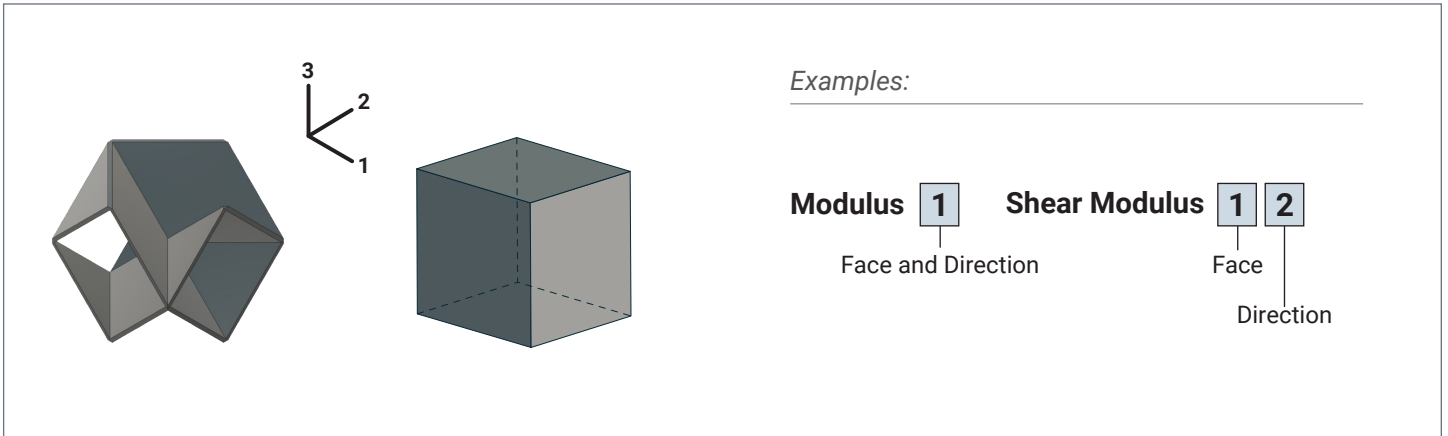 3
2
1
Examples:
Modulus 1
Face and Direction
Shear Modulus 1 2
Face
Direction